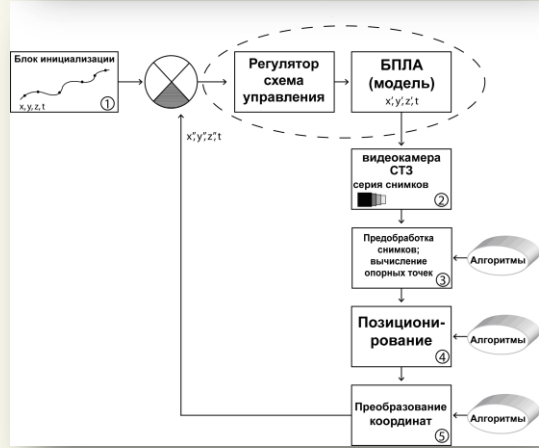 Блок инициализации
x, y, z, t
①
Регулятор
схема
управления
БПЛА
(модель)
x′, y′, z′, t
x″, y″, z″, t
видеокамера
СТЗ
серия снимков
②
Предобработка
снимков;
вычисление
опорных точек
③
Алгоритмы
Позициони-
рование
④
Алгоритмы
Преобразование
координат
⑤
Алгоритмы